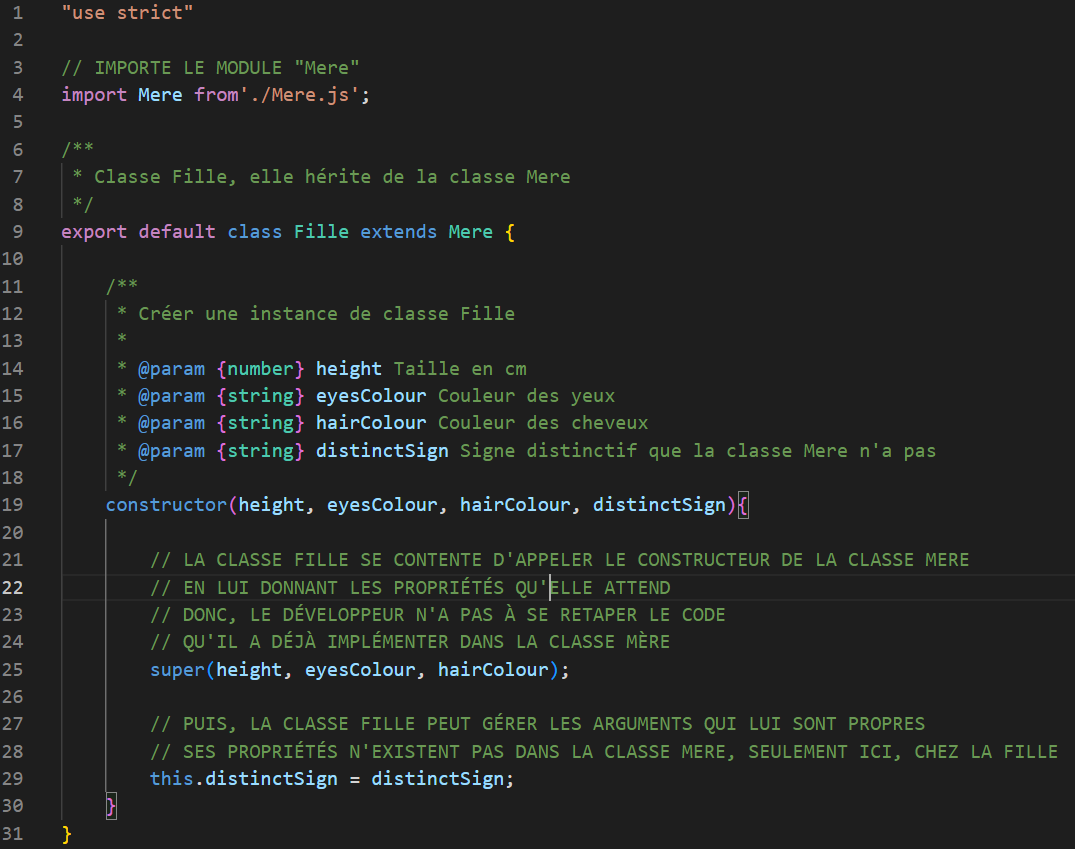 1 "use strict"
2
3 // IMPORTE LE MODULE "Mere"
4 import Mere from'./Mere.js';
5
6 /**
7 * Classe Fille, elle hérite de la classe Mere
8 */
9 export default class Fille extends Mere {
10
11 /**
12 * Créer une instance de classe Fille
13 *
14 * @param {number} height Taille en cm
15 * @param {string} eyesColour Couleur des yeux
16 * @param {string} hairColour Couleur des cheveux
17 * @param {string} distinctSign Signe distinctif que la classe Mere n'a pas
18 */
19 constructor(height, eyesColour, hairColour, distinctSign){
20
21 // LA CLASSE FILLE SE CONTENTE D'APPELER LE CONSTRUCTEUR DE LA CLASSE MERE
22 // EN LUI DONNANT LES PROPRIÉTÉS QU'ELLE ATTEND
23 // DONC, LE DÉVELOPPEUR N'A PAS À SE RETAPER LE CODE
24 // QU'IL A DÉJÀ IMPLÉMENTER DANS LA CLASSE MÈRE
25 super(height, eyesColour, hairColour);
26
27 // PUIS, LA CLASSE FILLE PEUT GÉRER LES ARGUMENTS QUI LUI SONT PROPRES
28 // SES PROPRIÉTÉS N'EXISTENT PAS DANS LA CLASSE MERE, SEULEMENT ICI, CHEZ LA FILLE
29 this.distinctSign = distinctSign;
30 }
31 }